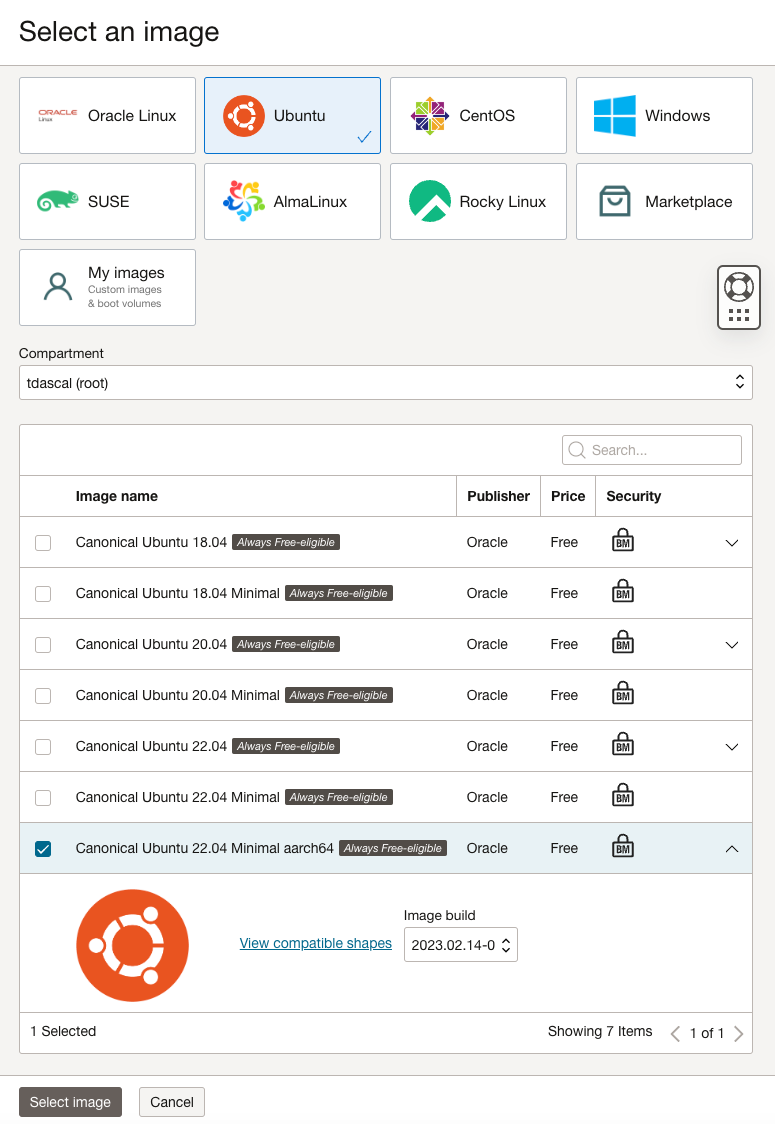 Select an image
ORACLE Linux Oracle Linux
Ubuntu
CentOS
Windows
SUSE
AlmaLinux
Rocky Linux
Marketplace
My images
Custom images
& boot volumes
Compartment
tdascal (root)
Search...
Image name Publisher Price Security
Canonical Ubuntu 18.04 Always Free-eligible Oracle Free BM
Canonical Ubuntu 18.04 Minimal Always Free-eligible Oracle Free BM
Canonical Ubuntu 20.04 Always Free-eligible Oracle Free BM
Canonical Ubuntu 20.04 Minimal Always Free-eligible Oracle Free BM
Canonical Ubuntu 22.04 Always Free-eligible Oracle Free BM
Canonical Ubuntu 22.04 Minimal Always Free-eligible Oracle Free BM
Canonical Ubuntu 22.04 Minimal aarch64 Always Free-eligible Oracle Free BM
View compatible shapes
Image build
2023.02.14-0
1 Selected Showing 7 Items 1 of 1
Select image Cancel